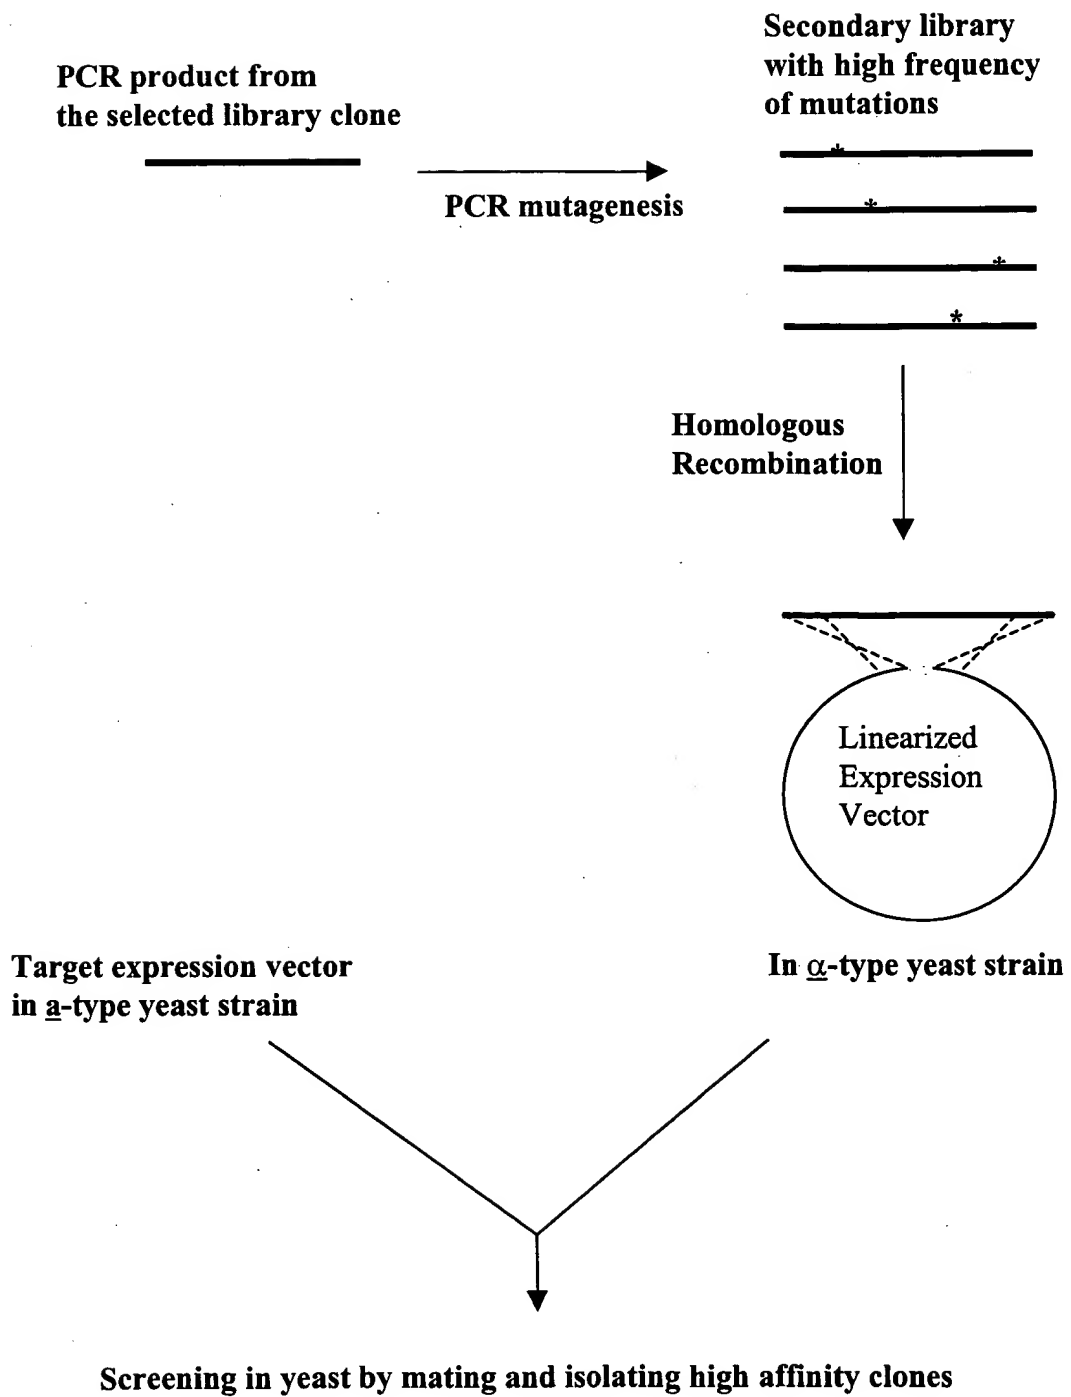 PCR product from
the selected library clone
PCR mutagenesis
Secondary library
with high frequency
of mutations
*
*
*
*
Homologous
Recombination
Linearized
Expression
Vector
Target expression vector
in a-type yeast strain
In α-type yeast strain
Screening in yeast by mating and isolating high affinity clones